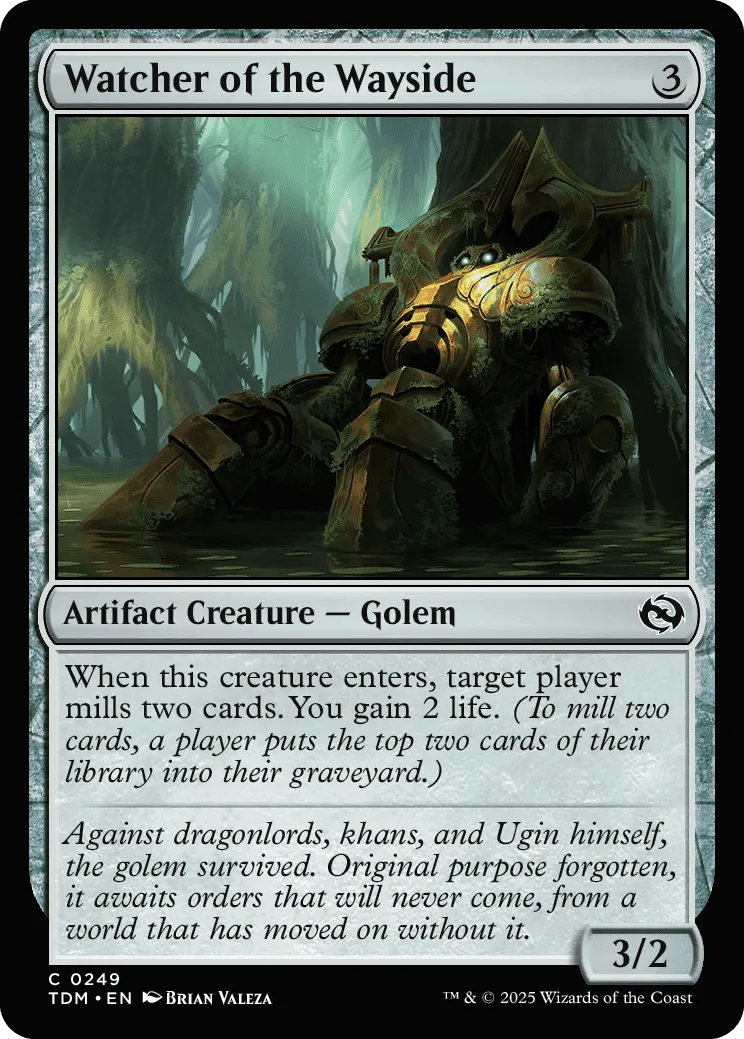 Watcher of the Wayside 3
Artifact Creature — Golem
When this creature enters, target player
mills two cards. You gain 2 life. (To mill two
cards, a player puts the top two cards of their
library into their graveyard.)
Against dragonlords, khans, and Ugin himself,
the golem survived. Original purpose forgotten,
it awaits orders that will never come, from a
world that has moved on without it.
3/2
C 0249
TDM • EN Brian Valeza
™ & © 2025 Wizards of the Coast